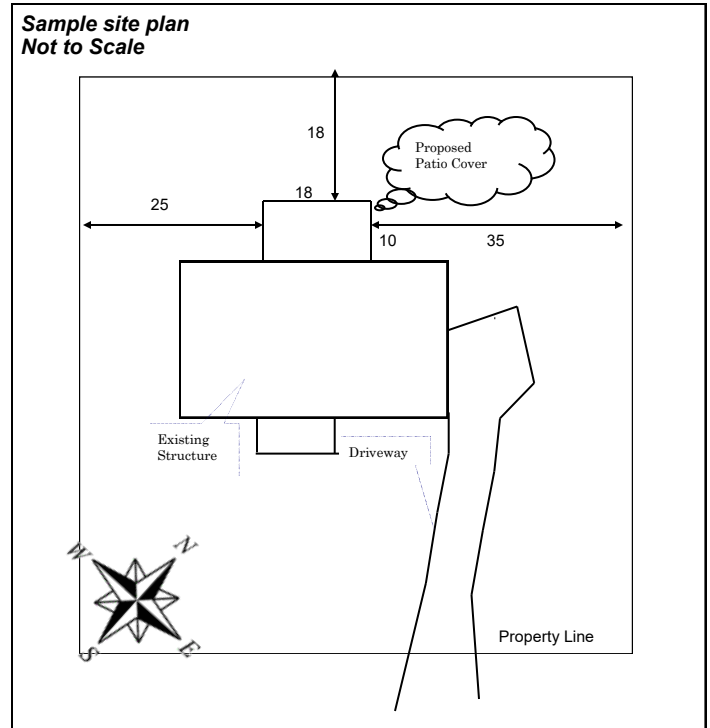 Sample site plan
Not to Scale
18
Proposed
Patio Cover
18
25
10
35
Existing
Structure
Driveway
W
N
S
E
Property Line